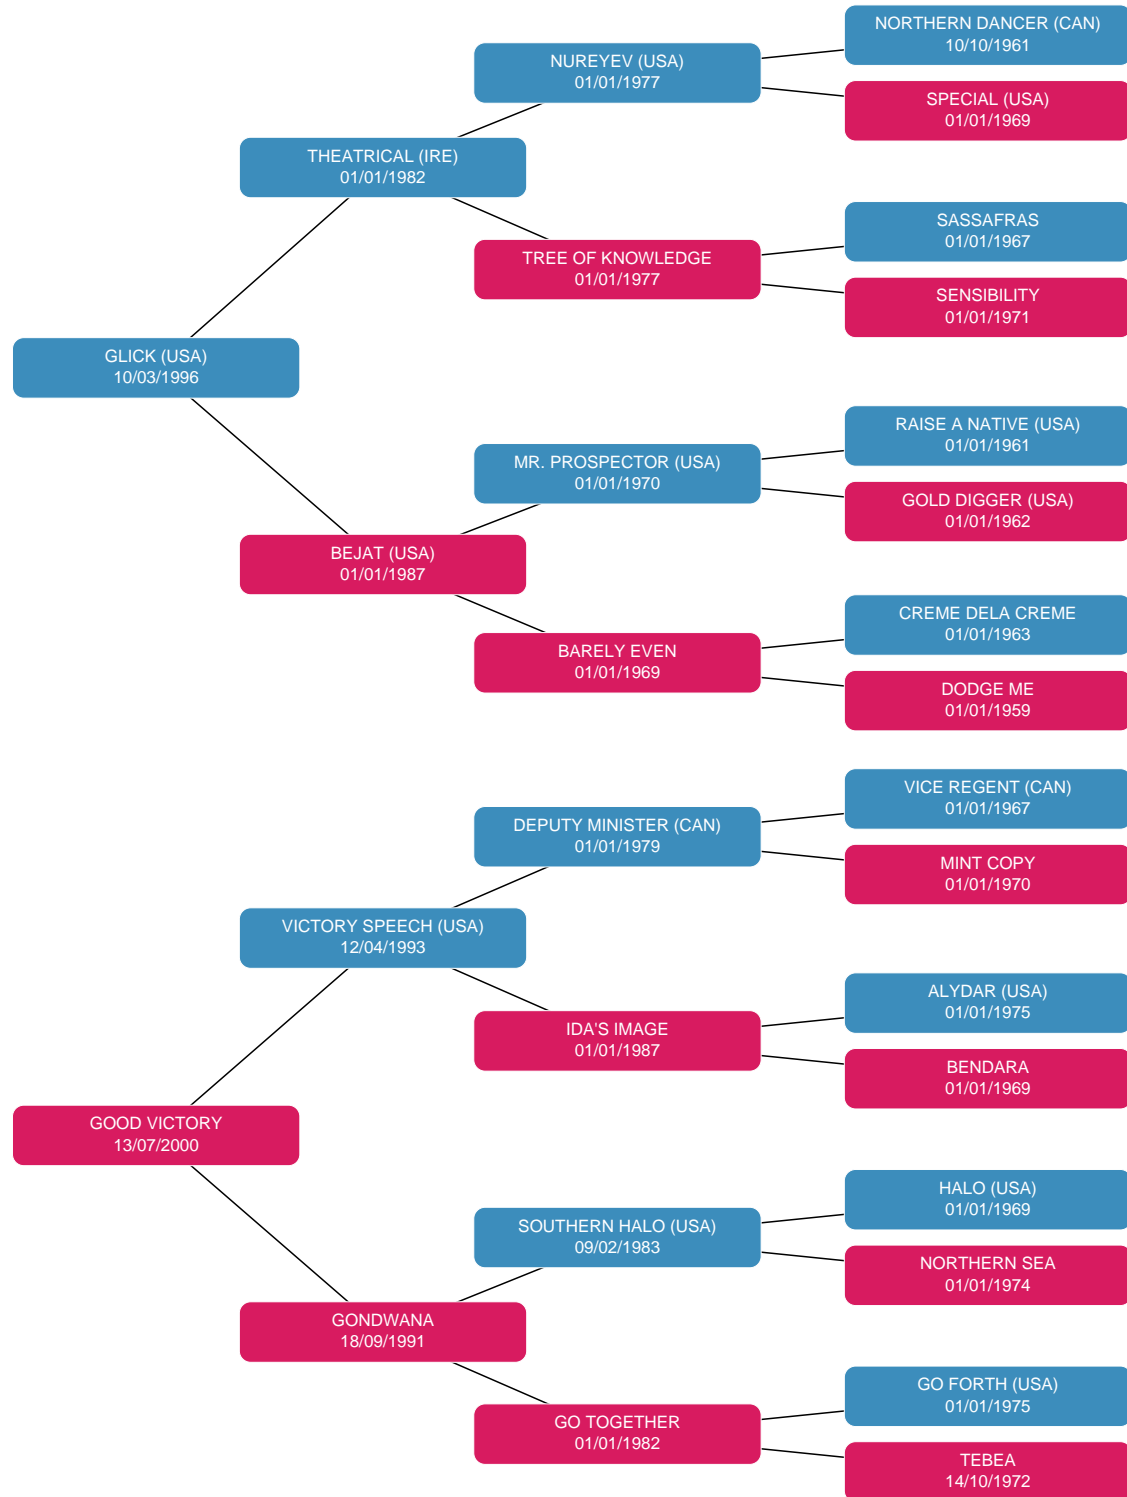 NORTHERN DANCER (CAN)
10/10/1961
NUREYEV (USA)
01/01/1977
SPECIAL (USA)
01/01/1969
THEATRICAL (IRE)
01/01/1982
SASSAFRAS
01/01/1967
TREE OF KNOWLEDGE
01/01/1977
SENSIBILITY
01/01/1971
GLICK (USA)
10/03/1996
RAISE A NATIVE (USA)
01/01/1961
MR. PROSPECTOR (USA)
01/01/1970
GOLD DIGGER (USA)
01/01/1962
BEJAT (USA)
01/01/1987
CREME DELA CREME
01/01/1963
BARELY EVEN
01/01/1969
DODGE ME
01/01/1959
VICE REGENT (CAN)
01/01/1967
DEPUTY MINISTER (CAN)
01/01/1979
MINT COPY
01/01/1970
VICTORY SPEECH (USA)
12/04/1993
ALYDAR (USA)
01/01/1975
IDA'S IMAGE
01/01/1987
BENDARA
01/01/1969
GOOD VICTORY
13/07/2000
HALO (USA)
01/01/1969
SOUTHERN HALO (USA)
09/02/1983
NORTHERN SEA
01/01/1974
GONDWANA
18/09/1991
GO FORTH (USA)
01/01/1975
GO TOGETHER
01/01/1982
TEBEA
14/10/1972